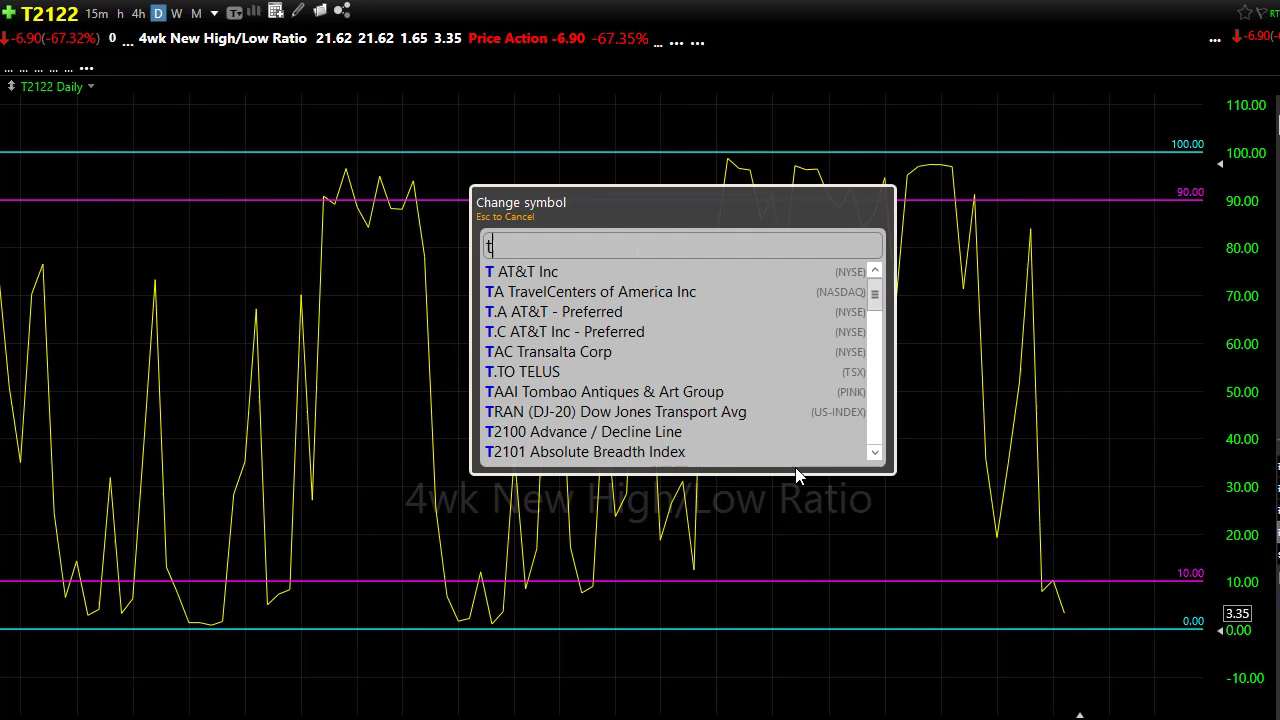 T2122 15m h 4h D W M T
-6.90(-67.32%) 0 ... 4wk New High/Low Ratio 21.62 21.62 1.65 3.35 Price Action -6.90 -67.35% ... ... ... ... -6.90(-
... ... ... ... ... ...
T2122 Daily
110.00
100.00 100.00
90.00 90.00
80.00
70.00
60.00
50.00
40.00
30.00
20.00
10.00 10.00
3.35
0.00 0.00
-10.00
Change symbol
Esc to Cancel
t
T AT&T Inc (NYSE)
TA TravelCenters of America Inc (NASDAQ)
T.A AT&T - Preferred (NYSE)
T.C AT&T Inc - Preferred (NYSE)
TAC Transalta Corp (NYSE)
T.TO TELUS (TSX)
TAAI Tombao Antiques & Art Group (PINK)
TRAN (DJ-20) Dow Jones Transport Avg (US-INDEX)
T2100 Advance / Decline Line
T2101 Absolute Breadth Index
4wk New High/Low Ratio